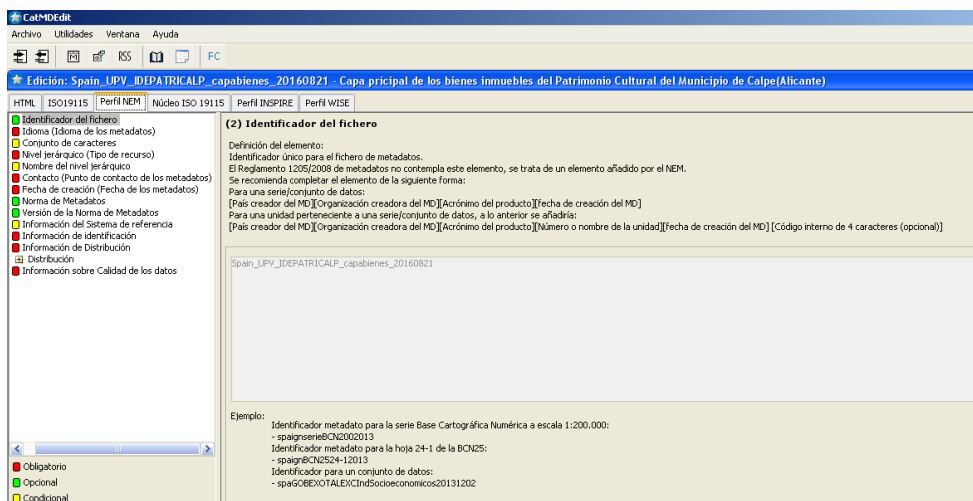 CatMDEdit
Archivo Utilidades Ventana Ayuda
RSS FC
Edición: Spain_UPV_IDEPATRICALP_capabienes_20160821 - Capa pricipal de los bienes inmuebles del Patrimonio Cultural del Municipio de Calpe(Alicante)
HTML ISO19115 Perfil NEM Núcleo ISO 19115 Perfil INSPIRE Perfil WISE
Identificador del fichero
Idioma (Idioma de los metadatos)
Conjunto de caracteres
Nivel jerárquico (Tipo de recurso)
Nombre del nivel jerárquico
Contacto (Punto de contacto de los metadatos)
Fecha de creación (Fecha de los metadatos)
Norma de Metadatos
Versión de la Norma de Metadatos
Información del Sistema de referencia
Información de identificación
Información de Distribución
Distribución
Información sobre Calidad de los datos
Obligatorio
Opcional
Condicional
(2) Identificador del fichero
Definición del elemento:
Identificador único para el fichero de metadatos.
El Reglamento 1205/2008 de metadatos no contempla este elemento, se trata de un elemento añadido por el NEM.
Se recomienda completar el elemento de la siguiente forma:
Para una serie/conjunto de datos:
[País creador del MD][Organización creadora del MD][Acrónimo del producto][fecha de creación del MD]
Para una unidad perteneciente a una serie/conjunto de datos, a lo anterior se añadiría:
[País creador del MD][Organización creadora del MD][Acrónimo del producto][Número o nombre de la unidad][fecha de creación del MD] [Código interno de 4 caracteres (opcional)]
Spain_UPV_IDEPATRICALP_capabienes_20160821
Ejemplo:
Identificador metadato para la serie Base Cartográfica Numérica a escala 1:200.000:
- spaignserieBCN2002013
Identificador metadato para la hoja 24-1 de la BCN25:
- spaignBCN2524-12013
Identificador para un conjunto de datos:
- spaGOBEXOTALEXCIndSocioeconomicos20131202